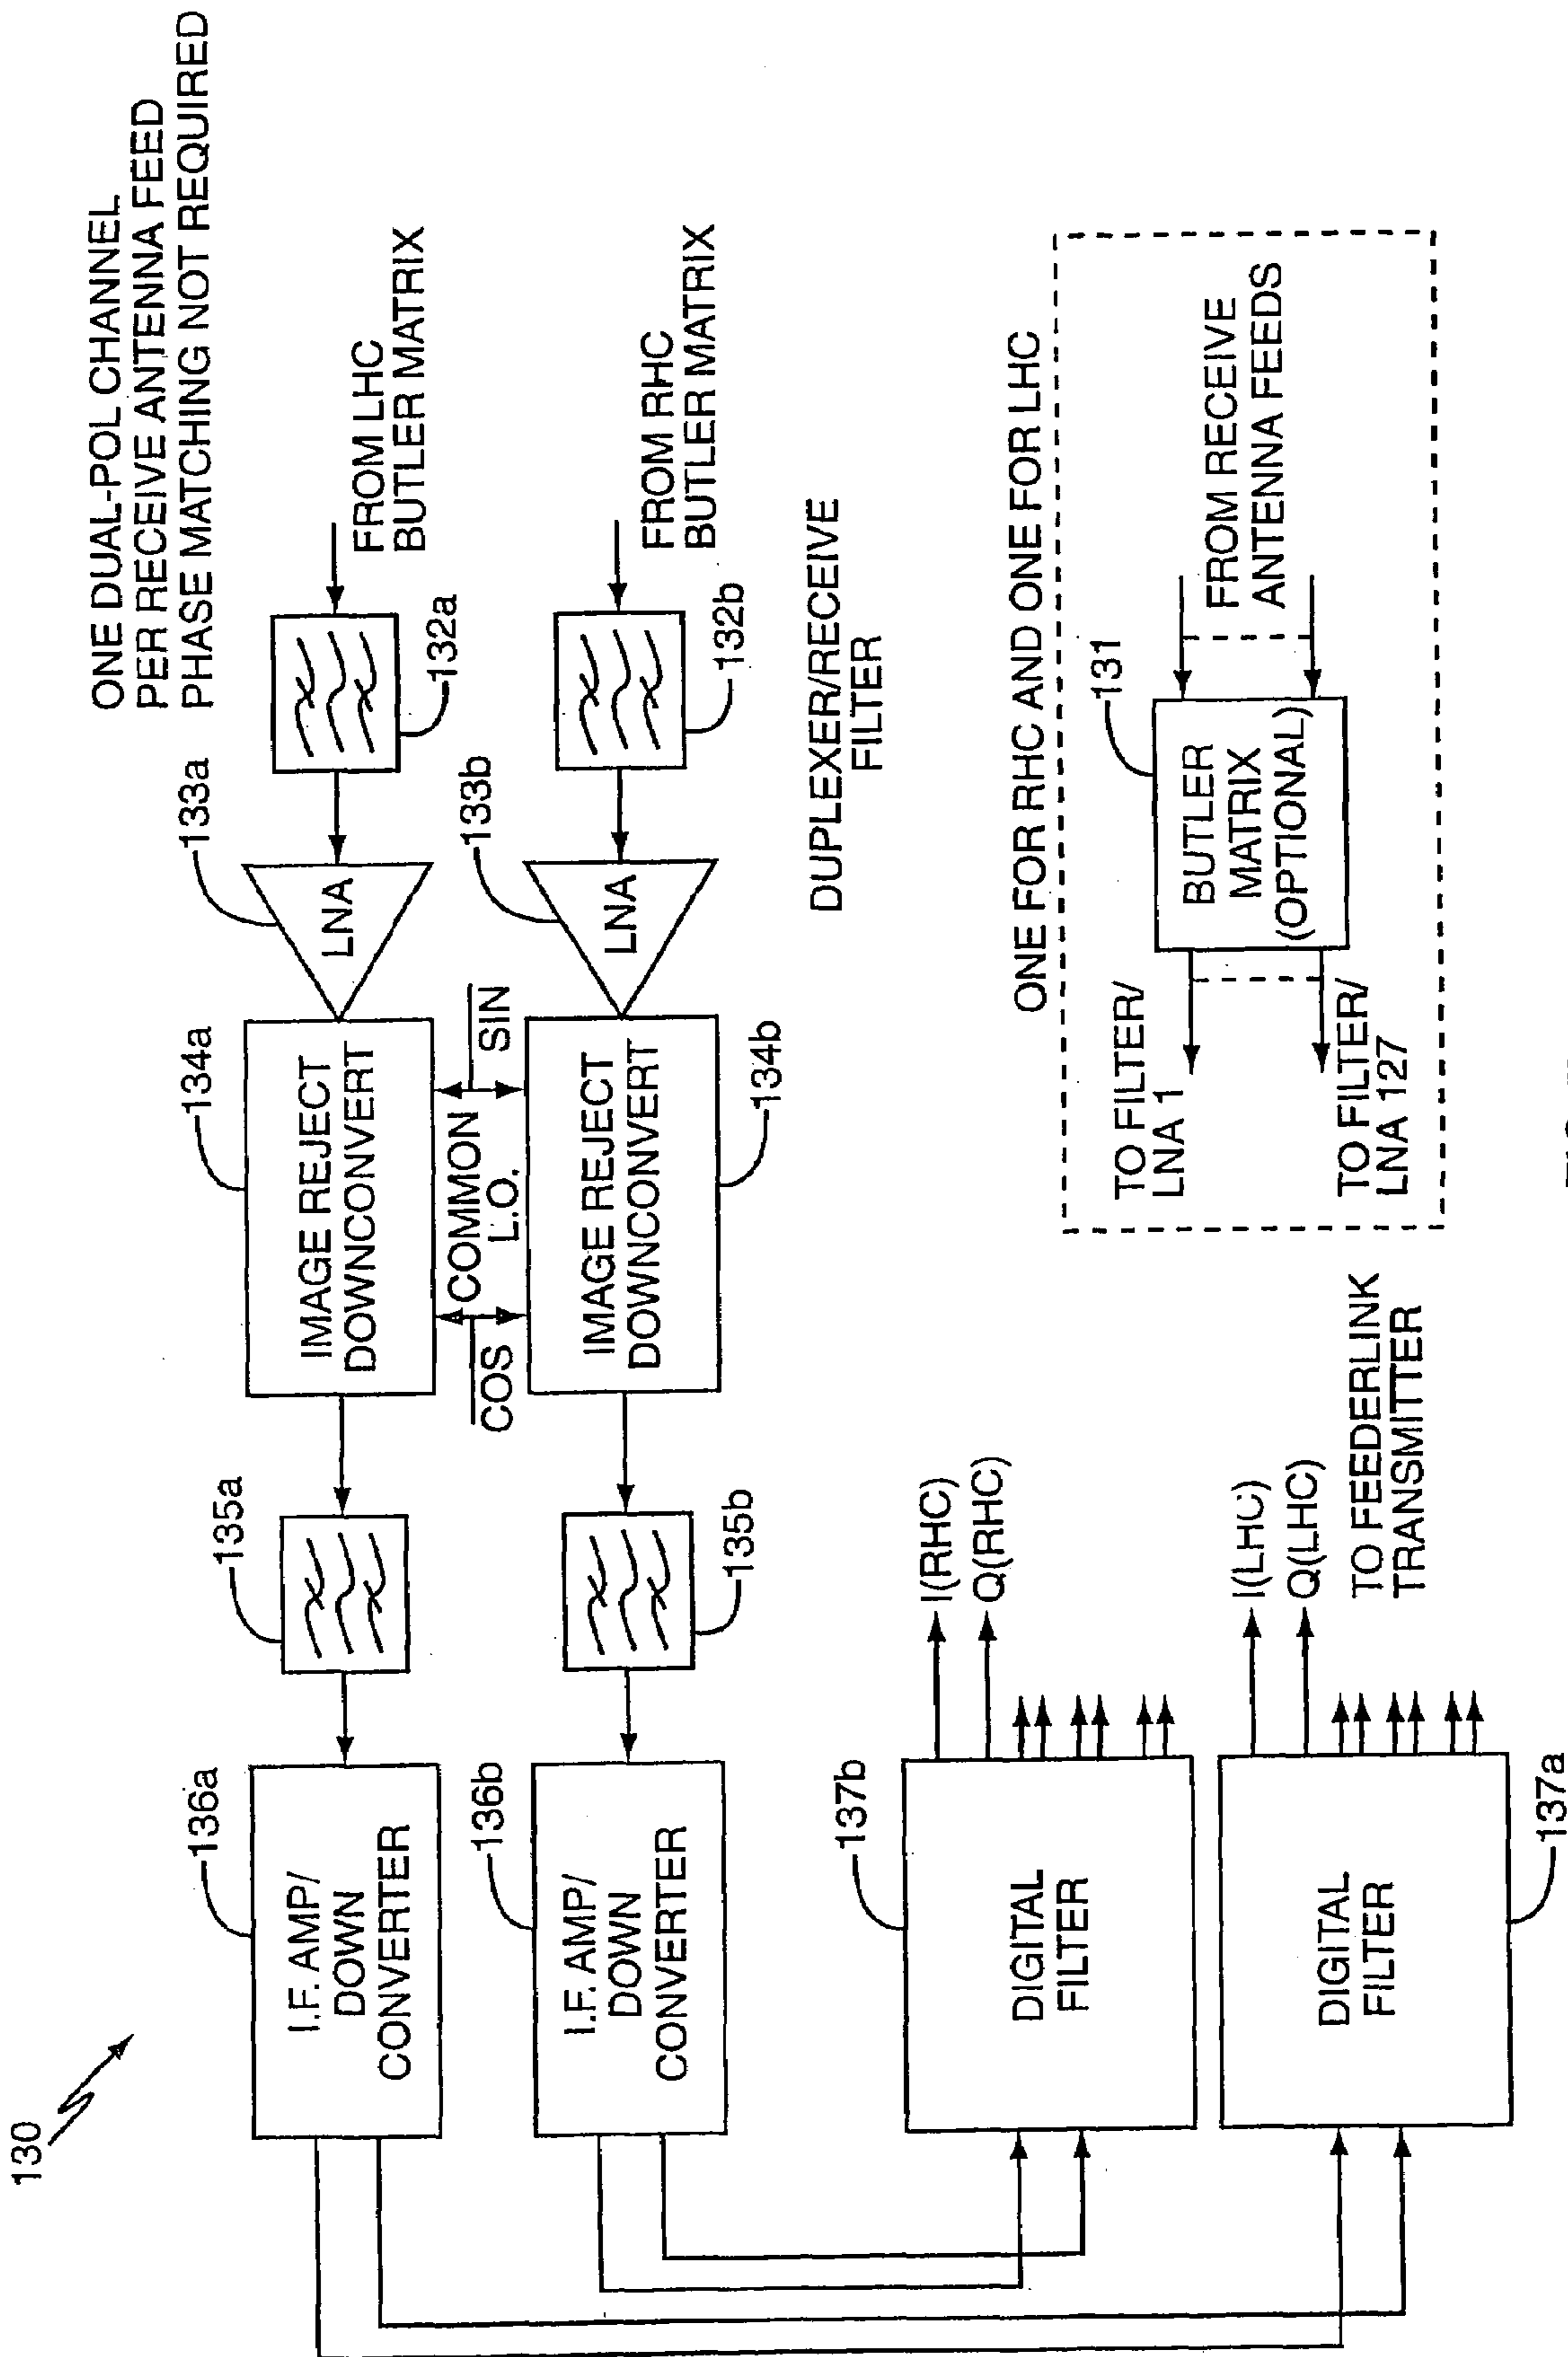 130
ONE DUAL-POL CHANNEL
PER RECEIVE ANTENNA FEED
PHASE MATCHING NOT REQUIRED
136a
I.F. AMP/
DOWN
CONVERTER
135a
134a
IMAGE REJECT
DOWNCONVERT
133a
LNA
132a
FROM LHC
BUTLER MATRIX
COS
COMMON
L.O.
SIN
136b
I.F. AMP/
DOWN
CONVERTER
135b
IMAGE REJECT
DOWNCONVERT
134b
133b
LNA
132b
FROM RHC
BUTLER MATRIX
DUPLEXER/RECEIVE
FILTER
137b
DIGITAL
FILTER
I(RHC)
Q(RHC)
DIGITAL
FILTER
137a
I(LHC)
Q(LHC)
TO FEEDERLINK
TRANSMITTER
ONE FOR RHC AND ONE FOR LHC
TO FILTER/
LNA 1
131
BUTLER
MATRIX
(OPTIONAL)
FROM RECEIVE
ANTENNA FEEDS
TO FILTER/
LNA 127